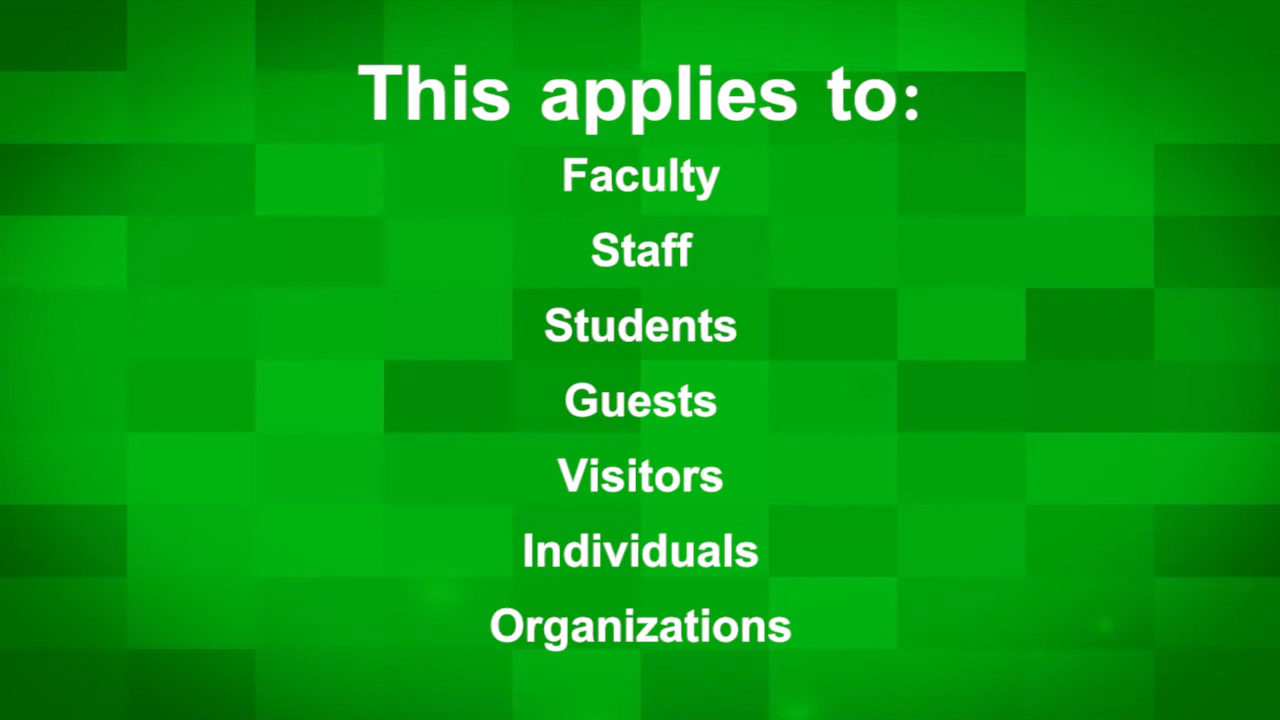 This applies to:
Faculty
Staff
Students
Guests
Visitors
Individuals
Organizations